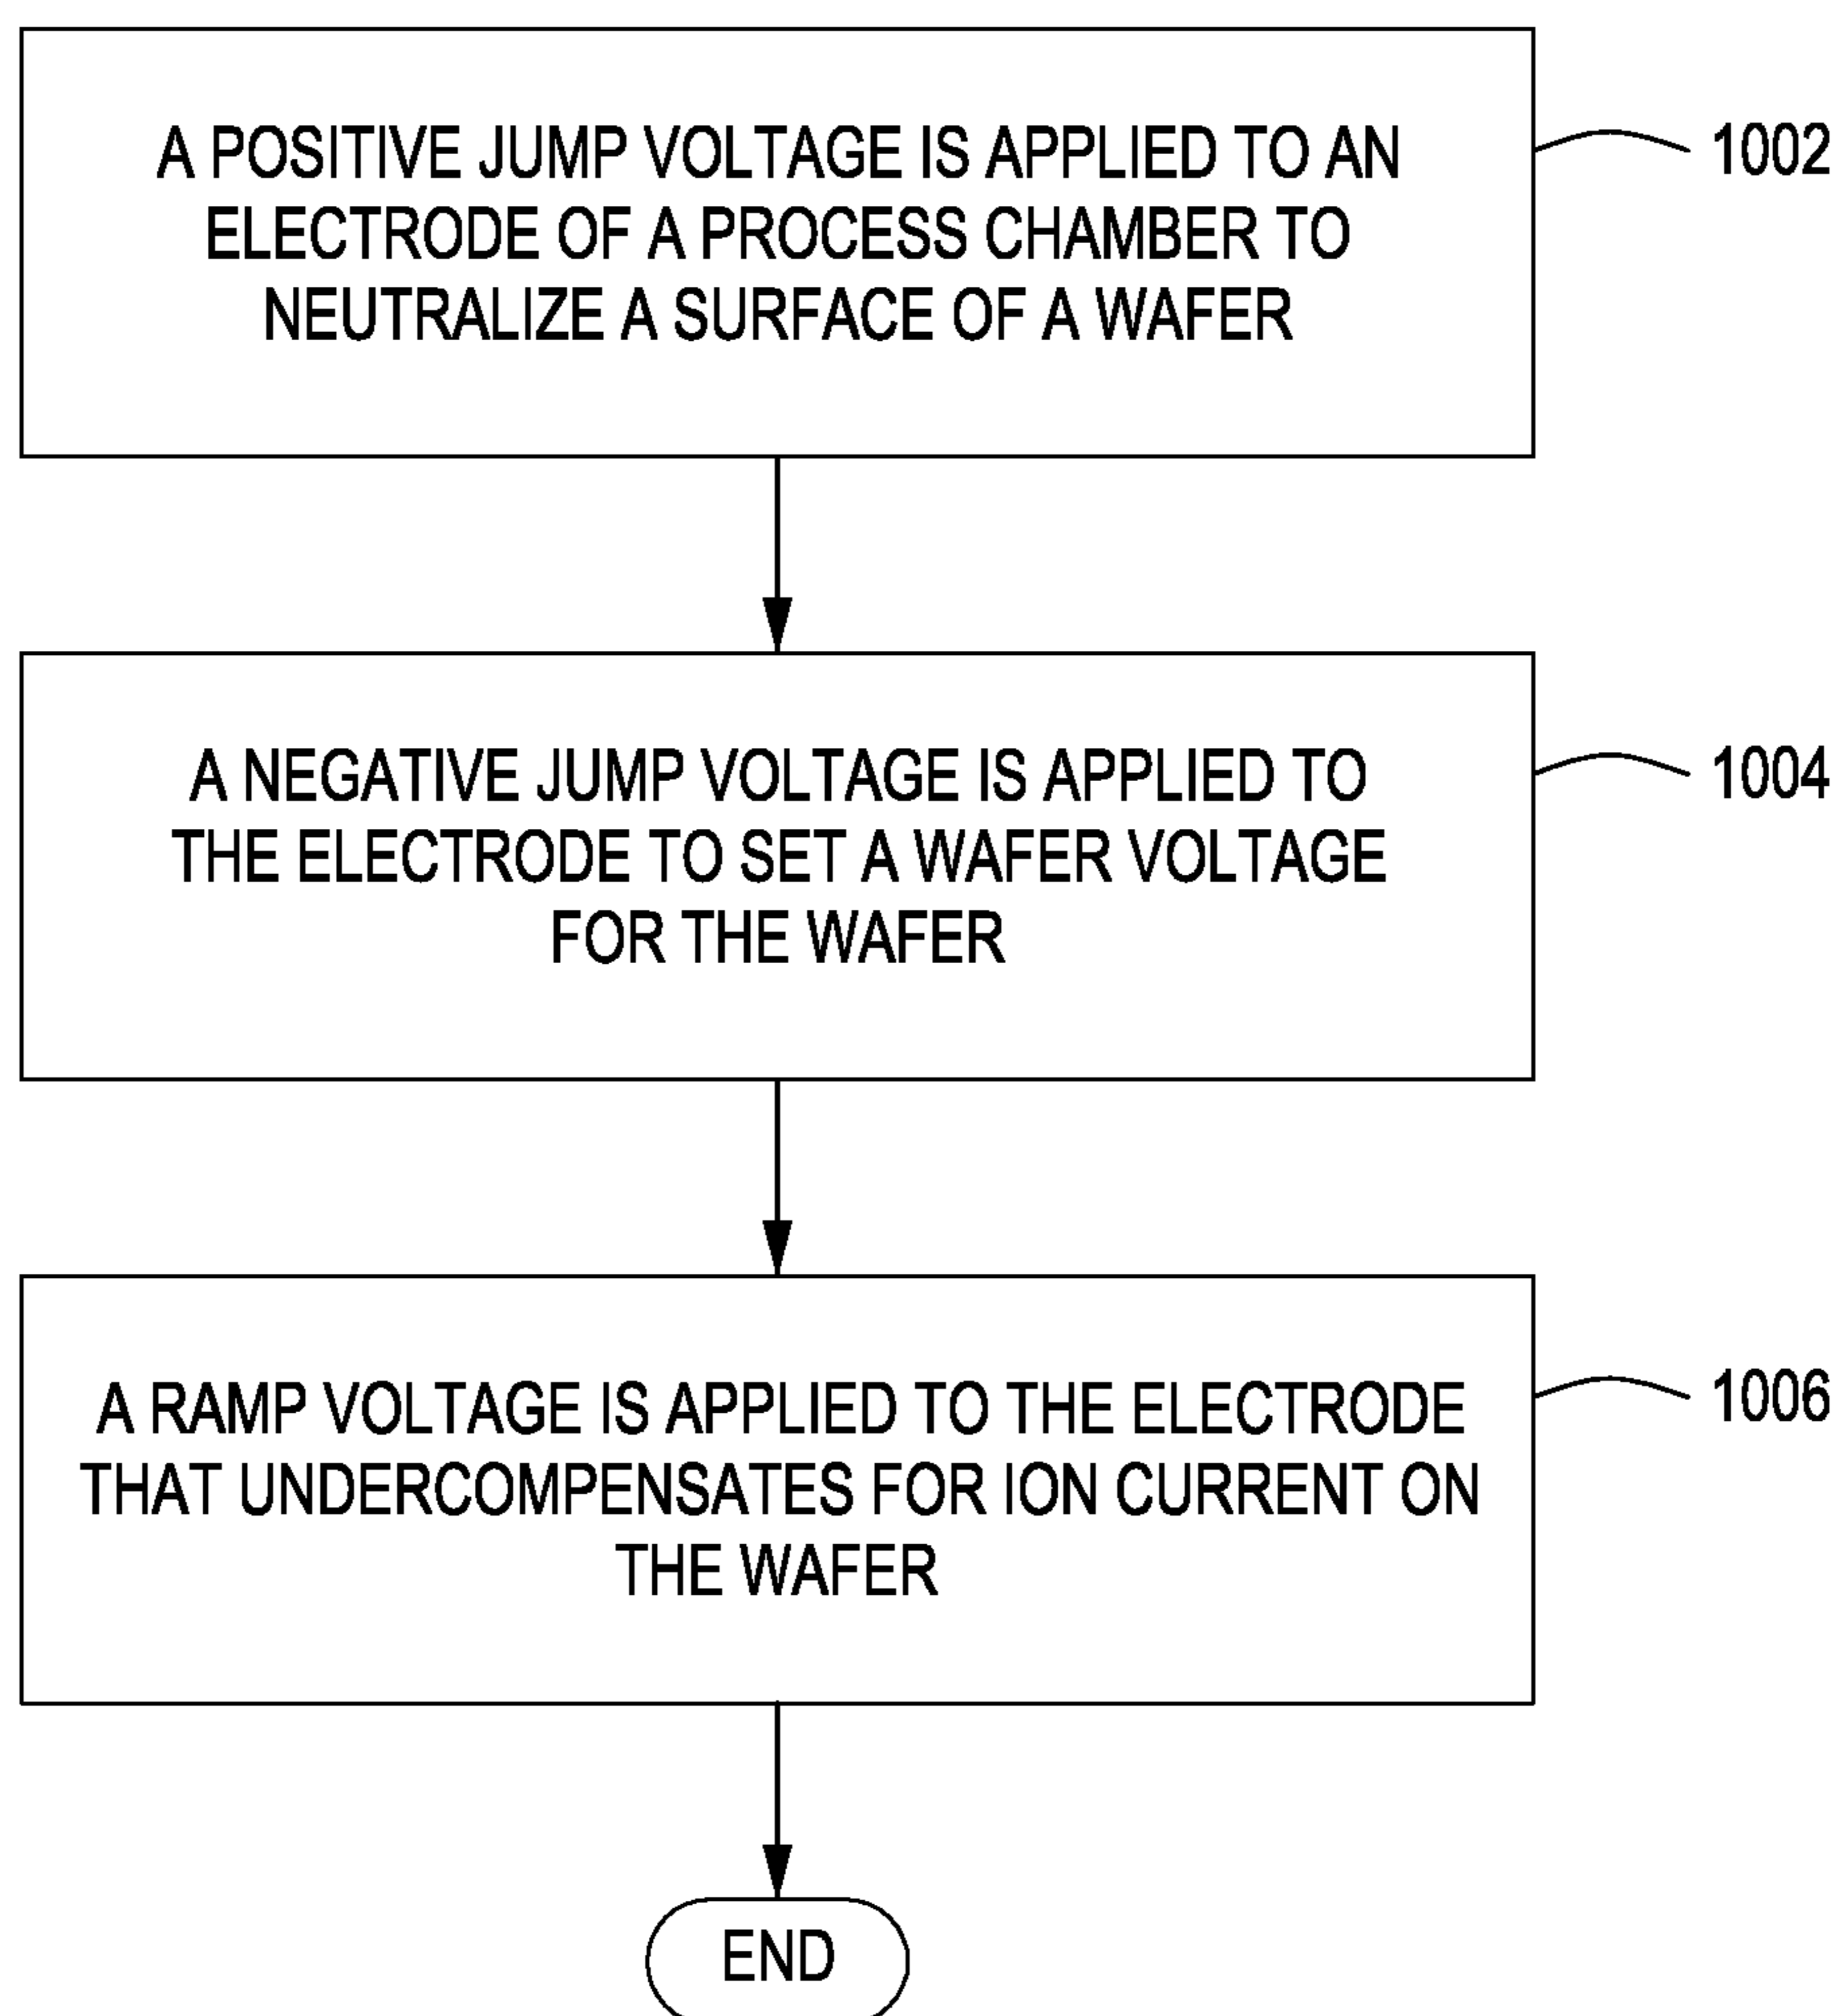 A POSITIVE JUMP VOLTAGE IS APPLIED TO AN
ELECTRODE OF A PROCESS CHAMBER TO
NEUTRALIZE A SURFACE OF A WAFER
1002
A NEGATIVE JUMP VOLTAGE IS APPLIED TO
THE ELECTRODE TO SET A WAFER VOLTAGE
FOR THE WAFER
1004
A RAMP VOLTAGE IS APPLIED TO THE ELECTRODE
THAT UNDERCOMPENSATES FOR ION CURRENT ON
THE WAFER
1006
END